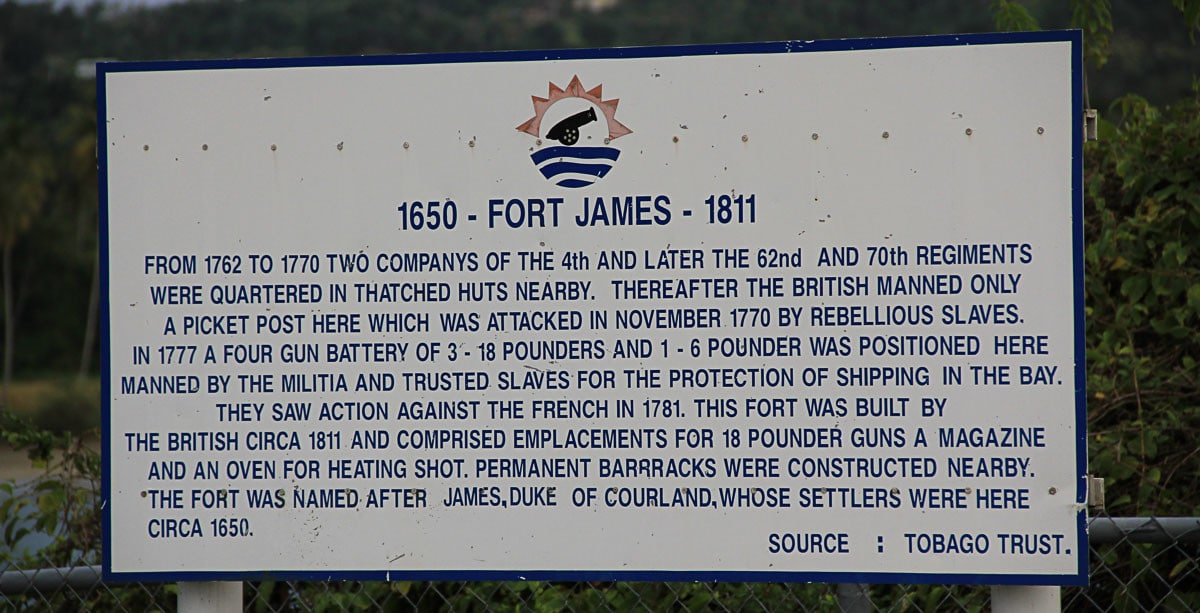 1650 - FORT JAMES - 1811
FROM 1762 TO 1770 TWO COMPANYS OF THE 4th AND LATER THE 62nd AND 70th REGIMENTS
WERE QUARTERED IN THATCHED HUTS NEARBY. THEREAFTER THE BRITISH MANNED ONLY
A PICKET POST HERE WHICH WAS ATTACKED IN NOVEMBER 1770 BY REBELLIOUS SLAVES.
IN 1777 A FOUR GUN BATTERY OF 3 - 18 POUNDERS AND 1 - 6 POUNDER WAS POSITIONED HERE
MANNED BY THE MILITIA AND TRUSTED SLAVES FOR THE PROTECTION OF SHIPPING IN THE BAY.
THEY SAW ACTION AGAINST THE FRENCH IN 1781. THIS FORT WAS BUILT BY
THE BRITISH CIRCA 1811 AND COMPRISED EMPLACEMENTS FOR 18 POUNDER GUNS A MAGAZINE
AND AN OVEN FOR HEATING SHOT. PERMANENT BARRACKS WERE CONSTRUCTED NEARBY.
THE FORT WAS NAMED AFTER JAMES,DUKE OF COURLAND,WHOSE SETTLERS WERE HERE
CIRCA 1650.
SOURCE : TOBAGO TRUST.